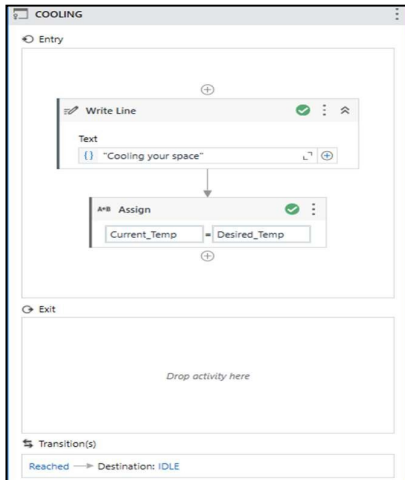 COOLING
Entry
Write Line
Text
{} "Cooling your space"
A*B Assign
Current_Temp = Desired_Temp
Exit
Drop activity here
Transition(s)
Reached Destination: IDLE